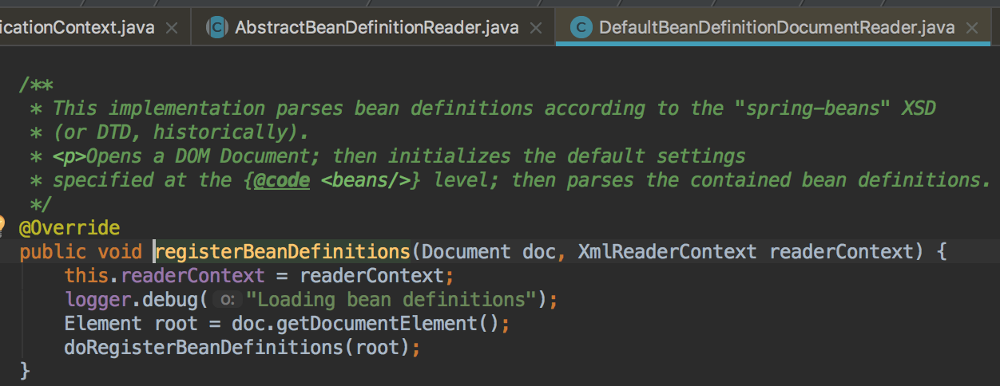 icationContext.java × C AbstractBeanDefinitionReader.java × C DefaultBeanDefinitionDocumentReader.java ×
/**
 * This implementation parses bean definitions according to the "spring-beans" XSD
 * (or DTD, historically).
 * <p>Opens a DOM Document; then initializes the default settings
 * specified at the {@code <beans/>} level; then parses the contained bean definitions.
 */
@Override
public void registerBeanDefinitions(Document doc, XmlReaderContext readerContext) {
    this.readerContext = readerContext;
    logger.debug( o: "Loading bean definitions");
    Element root = doc.getDocumentElement();
    doRegisterBeanDefinitions(root);
}